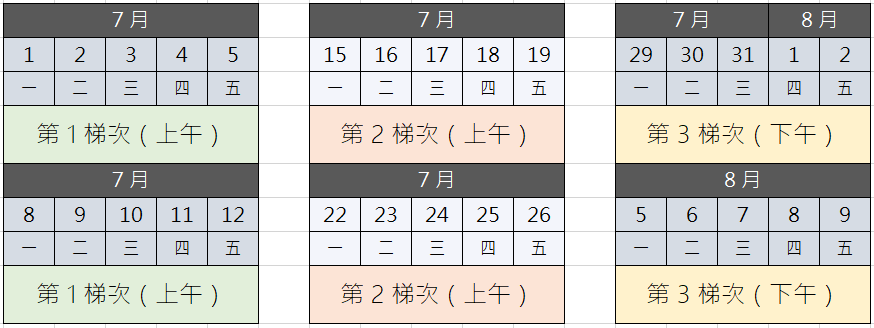 7月 7月 7月 8月
1 2 3 4 5 15 16 17 18 19 29 30 31 1 2
一 二 三 四 五 一 二 三 四 五 一 二 三 四 五
第1梯次(上午) 第2梯次(上午) 第3梯次(下午)
7月 7月 8月
8 9 10 11 12 22 23 24 25 26 5 6 7 8 9
一 二 三 四 五 一 二 三 四 五 一 二 三 四 五
第1梯次(上午) 第2梯次(上午) 第3梯次(下午)